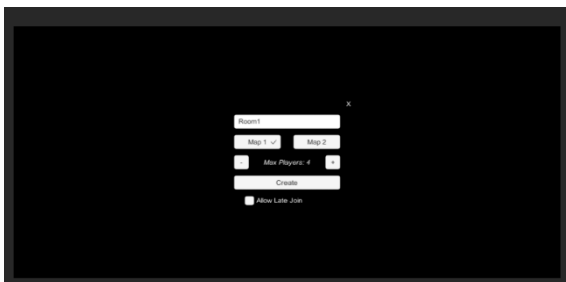 X
Room1
Map 1 ✓ Map 2
- Max Players: 4 +
Create
Allow Late Join